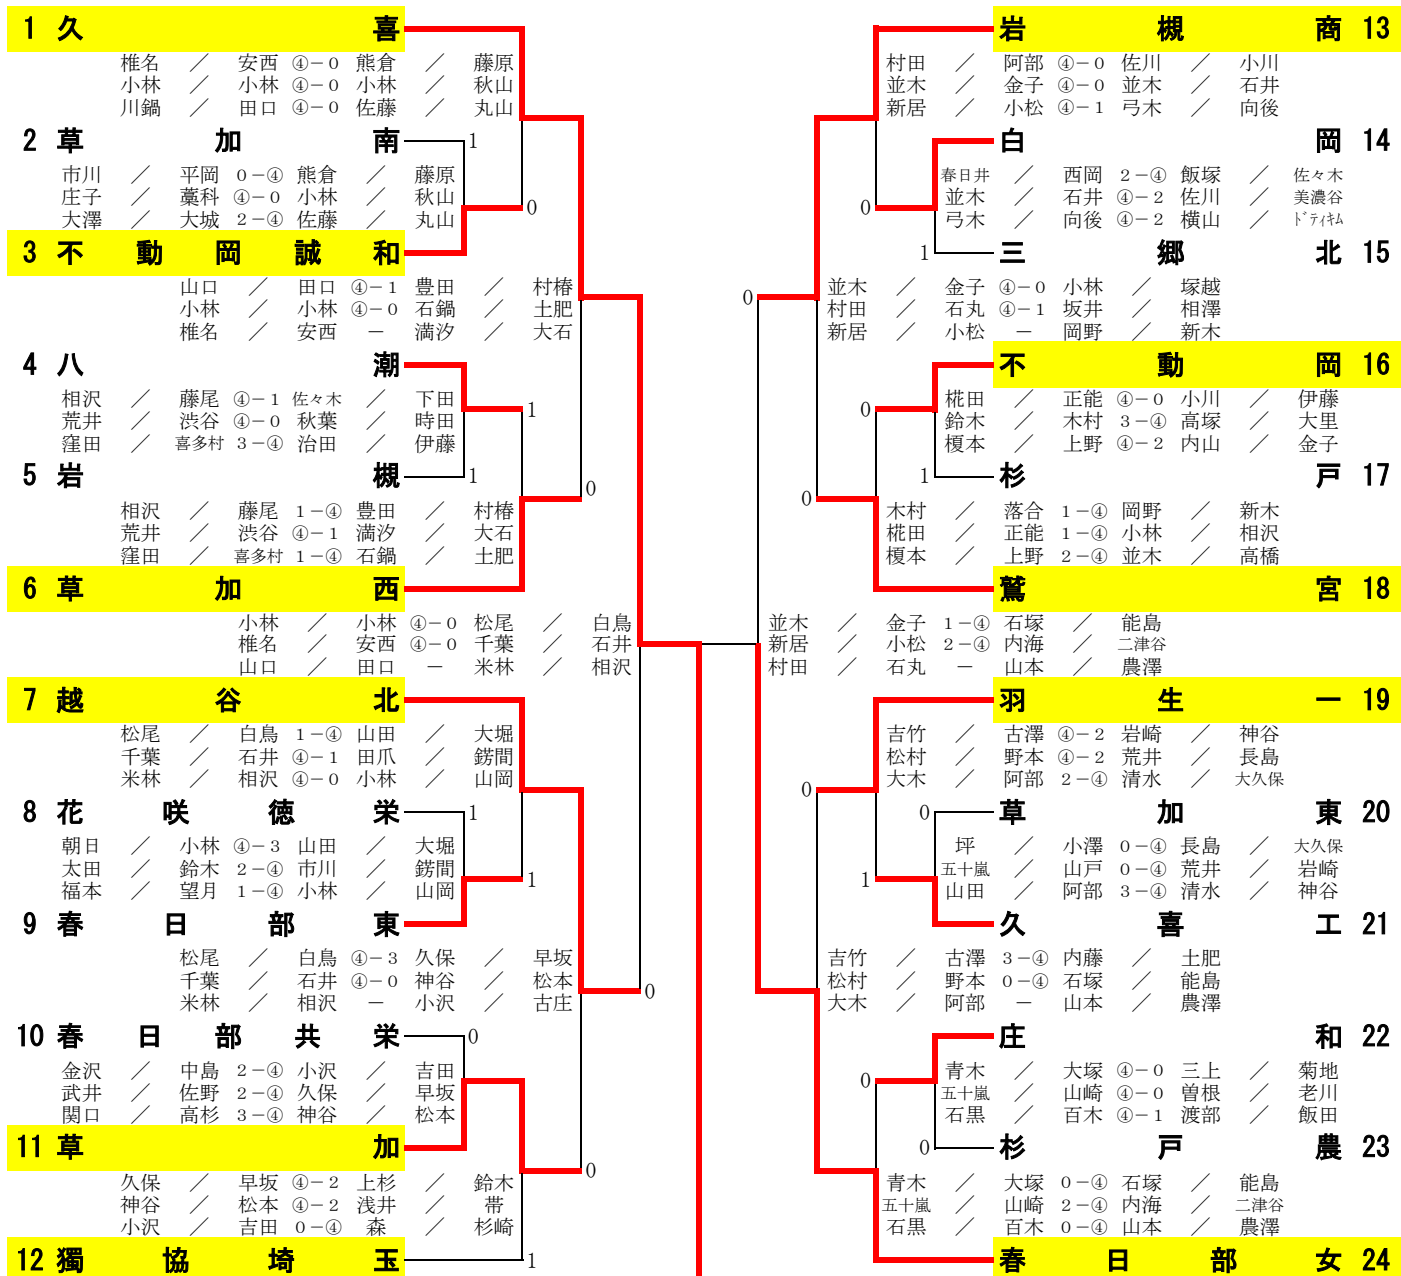 1 久喜
椎名 ／ 安西 ④－0 熊倉 ／ 藤原
小林 ／ 小林 ④－0 小林 ／ 秋山
川鍋 ／ 田口 ④－0 佐藤 ／ 丸山
2 草加南 1
市川 ／ 平岡 0－④ 熊倉 ／ 藤原
庄子 ／ 藁科 ④－0 小林 ／ 秋山
大澤 ／ 大城 2－④ 佐藤 ／ 丸山
0
3 不動岡誠和
山口 ／ 田口 ④－1 豊田 ／ 村椿
小林 ／ 小林 ④－0 石鍋 ／ 土肥
椎名 ／ 安西 － 満汐 ／ 大石
4 八潮
相沢 ／ 藤尾 ④－1 佐々木 ／ 下田
荒井 ／ 渋谷 ④－0 秋葉 ／ 時田
窪田 ／ 喜多村 3－④ 治田 ／ 伊藤
1
5 岩槻 1
0
相沢 ／ 藤尾 1－④ 豊田 ／ 村椿
荒井 ／ 渋谷 ④－1 満汐 ／ 大石
窪田 ／ 喜多村 1－④ 石鍋 ／ 土肥
6 草加西
小林 ／ 小林 ④－0 松尾 ／ 白鳥
椎名 ／ 安西 ④－0 千葉 ／ 石井
山口 ／ 田口 － 米林 ／ 相沢
7 越谷北
松尾 ／ 白鳥 1－④ 山田 ／ 大堀
千葉 ／ 石井 ④－1 田爪 ／ 錺間
米林 ／ 相沢 ④－0 小林 ／ 山岡
8 花咲徳栄 1
朝日 ／ 小林 ④－3 山田 ／ 大堀
太田 ／ 鈴木 2－④ 市川 ／ 錺間
福本 ／ 望月 1－④ 小林 ／ 山岡
1
9 春日部東
松尾 ／ 白鳥 ④－3 久保 ／ 早坂
千葉 ／ 石井 ④－0 神谷 ／ 松本
米林 ／ 相沢 － 小沢 ／ 古庄
0
10 春日部共栄 0
金沢 ／ 中島 2－④ 小沢 ／ 吉田
武井 ／ 佐野 2－④ 久保 ／ 早坂
関口 ／ 高杉 3－④ 神谷 ／ 松本
11 草加
0
久保 ／ 早坂 ④－2 上杉 ／ 鈴木
神谷 ／ 松本 ④－2 浅井 ／ 帯
小沢 ／ 吉田 0－④ 森 ／ 杉崎
12 獨協埼玉 1
岩槻商 13
村田 ／ 阿部 ④－0 佐川 ／ 小川
並木 ／ 金子 ④－0 並木 ／ 石井
新居 ／ 小松 ④－1 弓木 ／ 向後
白岡 14
春日井 ／ 西岡 2－④ 飯塚 ／ 佐々木
並木 ／ 石井 ④－2 佐川 ／ 美濃谷
弓木 ／ 向後 ④－2 横山 ／ ドティキム
0
1 三郷北 15
0
並木 ／ 金子 ④－0 小林 ／ 塚越
村田 ／ 石丸 ④－1 坂井 ／ 相澤
新居 ／ 小松 － 岡野 ／ 新木
不動岡 16
椛田 ／ 正能 ④－0 小川 ／ 伊藤
鈴木 ／ 木村 3－④ 高塚 ／ 大里
榎本 ／ 上野 ④－2 内山 ／ 金子
0
1 杉戸 17
0
木村 ／ 落合 1－④ 岡野 ／ 新木
椛田 ／ 正能 1－④ 小林 ／ 相沢
榎本 ／ 上野 2－④ 並木 ／ 高橋
鷲宮 18
並木 ／ 金子 1－④ 石塚 ／ 能島
新居 ／ 小松 2－④ 内海 ／ 二津谷
村田 ／ 石丸 － 山本 ／ 農澤
羽生一 19
吉竹 ／ 古澤 ④－2 岩崎 ／ 神谷
松村 ／ 野本 ④－2 荒井 ／ 長島
大木 ／ 阿部 2－④ 清水 ／ 大久保
0
0 草加東 20
坪 ／ 小澤 0－④ 長島 ／ 大久保
五十嵐 ／ 山戸 0－④ 荒井 ／ 岩崎
山田 ／ 阿部 3－④ 清水 ／ 神谷
1
久喜工 21
吉竹 ／ 古澤 3－④ 内藤 ／ 土肥
松村 ／ 野本 0－④ 石塚 ／ 能島
大木 ／ 阿部 － 山本 ／ 農澤
庄和 22
青木 ／ 大塚 ④－0 三上 ／ 菊地
五十嵐 ／ 山崎 ④－0 曽根 ／ 老川
石黒 ／ 百木 ④－1 渡部 ／ 飯田
0
0 杉戸農 23
青木 ／ 大塚 0－④ 石塚 ／ 能島
五十嵐 ／ 山崎 2－④ 内海 ／ 二津谷
石黒 ／ 百木 0－④ 山本 ／ 農澤
春日部女 24